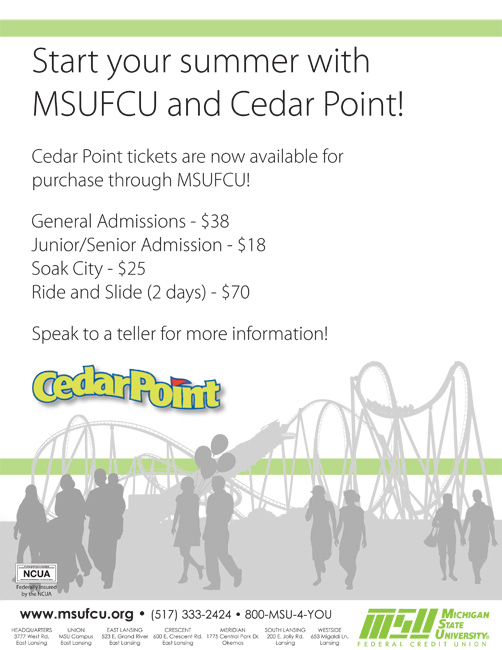 Start your summer with
MSUFCU and Cedar Point!
Cedar Point tickets are now available for
purchase through MSUFCU!
General Admissions - $38
Junior/Senior Admission - $18
Soak City - $25
Ride and Slide (2 days) - $70
Speak to a teller for more information!
CedarPoint
NCUA
Federally Insured
by the NCUA
www.msufcu.org • (517) 333-2424 • 800-MSU-4-YOU
HEADQUARTERS UNION EAST LANSING CRESCENT MERIDIAN SOUTH LANSING WESTSIDE
3777 West Rd. MSU Campus 523 E. Grand River 600 E. Crescent Rd. 1775 Central Park Dr. 200 E. Jolly Rd. 653 Migaldi Ln.
East Lansing East Lansing East Lansing East Lansing Okemos Lansing Lansing
MSU MICHIGAN
STATE
UNIVERSITY
FEDERAL CREDIT UNION